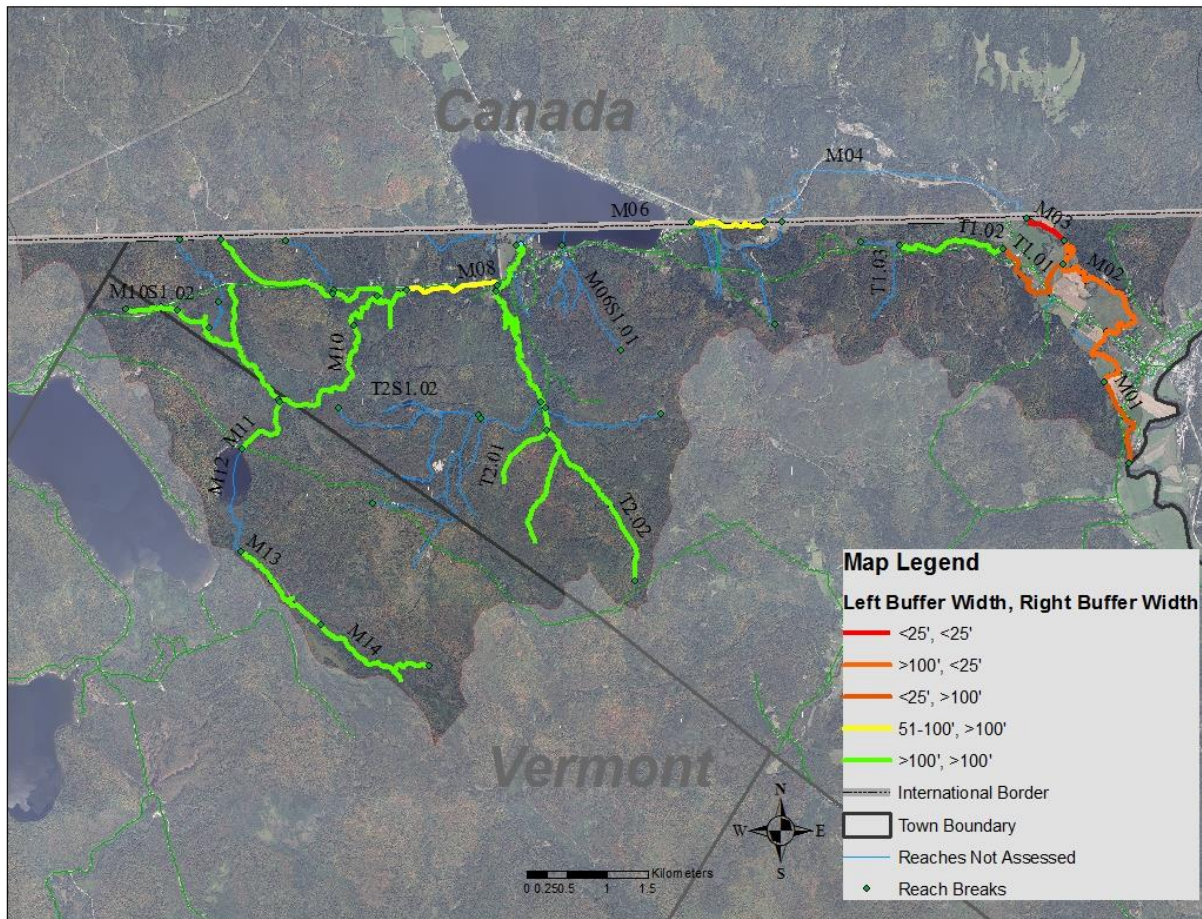 Canada
M04
M06
M03
T1.02
T1.01
M02
T1.03
M08
M10S1.02
M06S1.01
M10
T2S1.02
M01
M11
M12
T2.01
T2.02
M13
M14
Vermont
Map Legend
Left Buffer Width, Right Buffer Width
<25', <25'
>100', <25'
<25', >100'
51-100', >100'
>100', >100'
International Border
Town Boundary
Reaches Not Assessed
Reach Breaks
N
W E
S
Kilometers
0 0.250.5 1 1.5